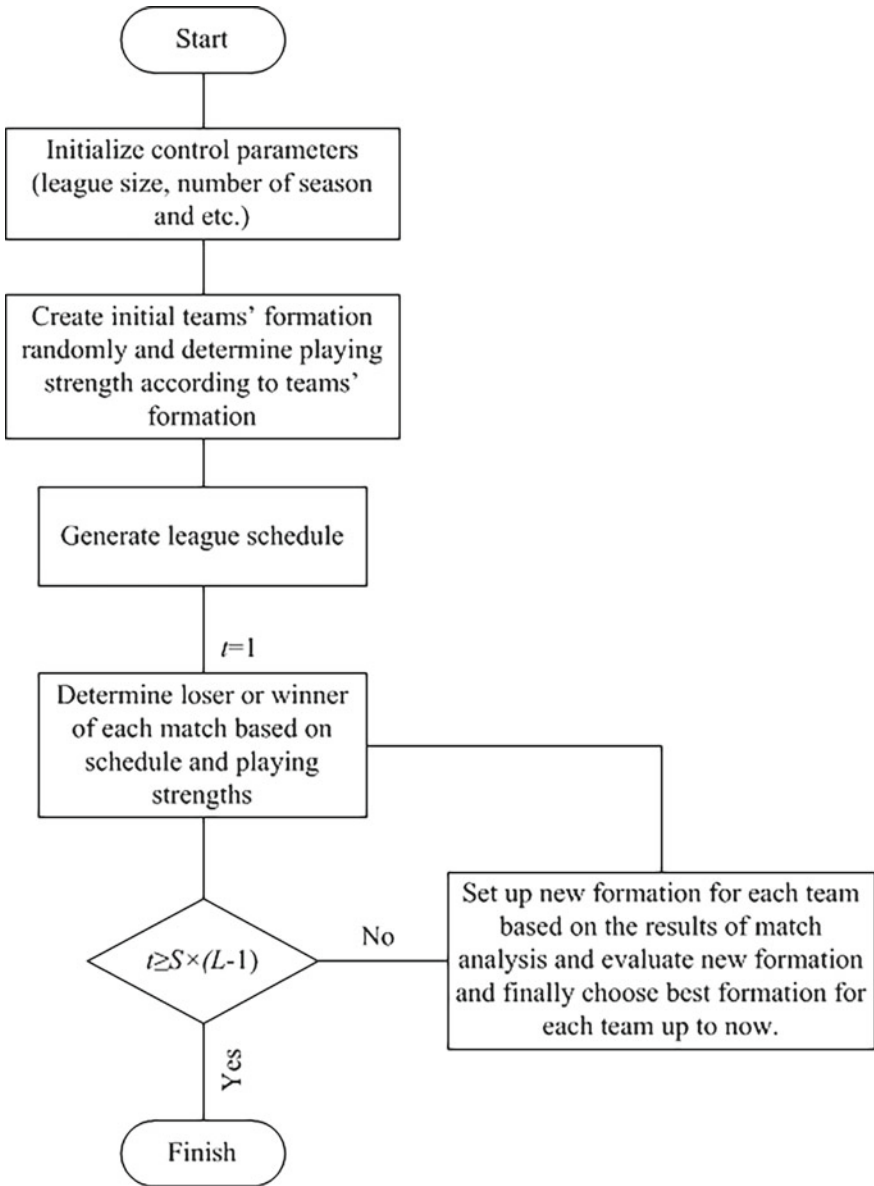 Start
Initialize control parameters
(league size, number of season
and etc.)
Create initial teams’ formation
randomly and determine playing
strength according to teams’
formation
Generate league schedule
t=1
Determine loser or winner
of each match based on
schedule and playing
strengths
t≥S×(L-1)
No
Set up new formation for each team
based on the results of match
analysis and evaluate new formation
and finally choose best formation for
each team up to now.
Yes
Finish